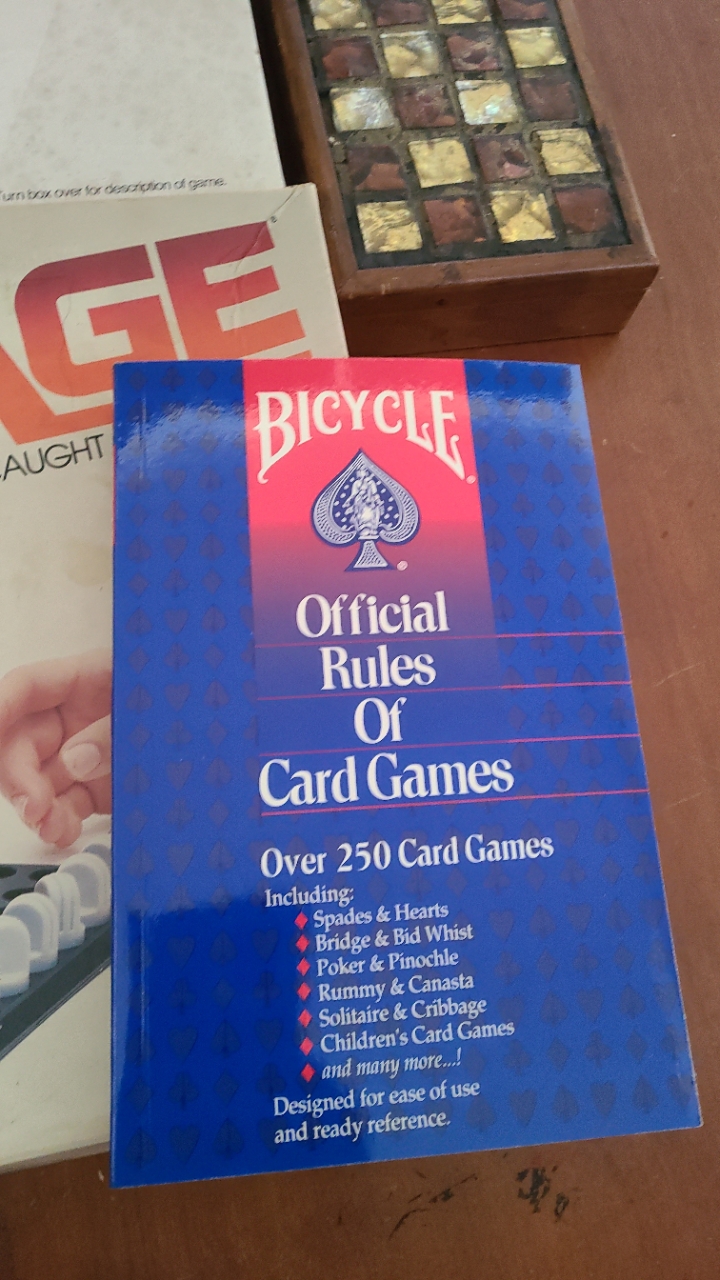 Turn box over for description of game.
AGE®
CAUGHT
BICYCLE®
®
Official
Rules
Of
Card Games
Over 250 Card Games
Including:
♦ Spades & Hearts
♦ Bridge & Bid Whist
♦ Poker & Pinochle
♦ Rummy & Canasta
♦ Solitaire & Cribbage
♦ Children's Card Games
♦ and many more...!
Designed for ease of use
and ready reference.